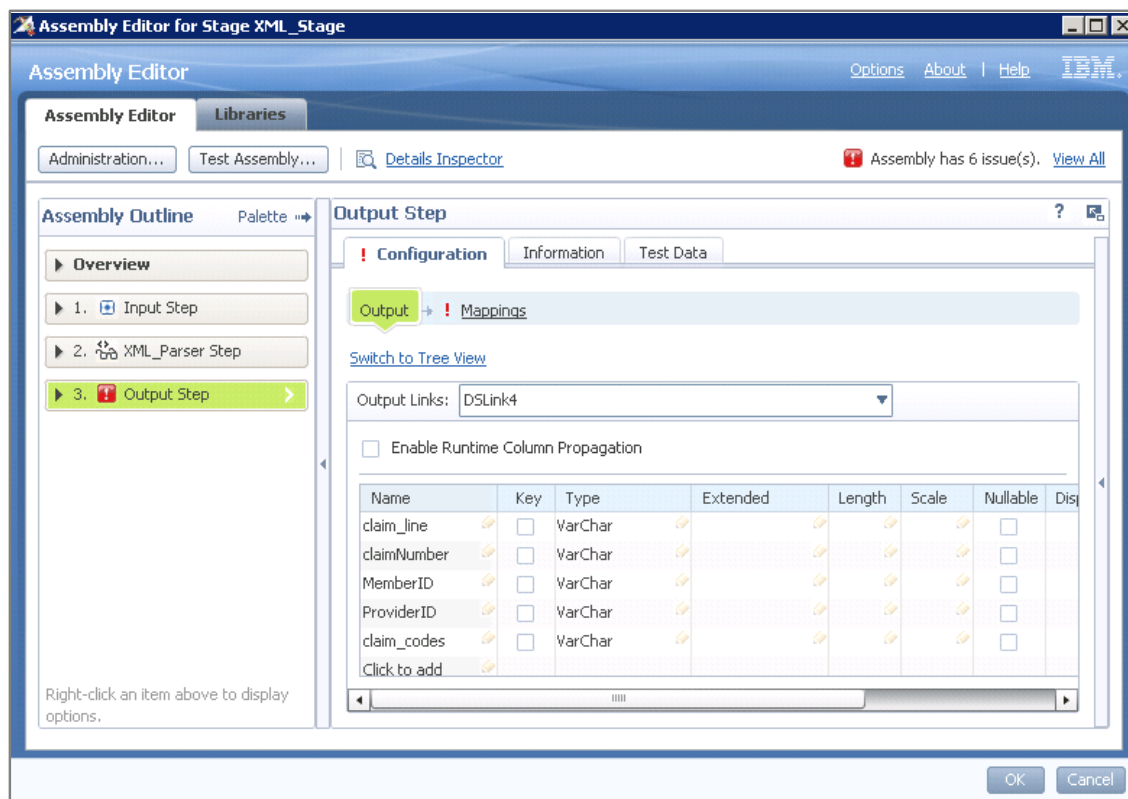 Assembly Editor for Stage XML_Stage
Assembly Editor
Options About | Help IBM.
Assembly Editor Libraries
Administration... Test Assembly... Details Inspector
Assembly has 6 issue(s). View All
Assembly Outline Palette
Overview
1. Input Step
2. XML_Parser Step
3. Output Step
Right-click an item above to display
options.
Output Step ?
! Configuration Information Test Data
Output ! Mappings
Switch to Tree View
Output Links: DSLink4
Enable Runtime Column Propagation
Name Key Type Extended Length Scale Nullable Disp
claim_line VarChar
claimNumber VarChar
MemberID VarChar
ProviderID VarChar
claim_codes VarChar
Click to add
OK Cancel